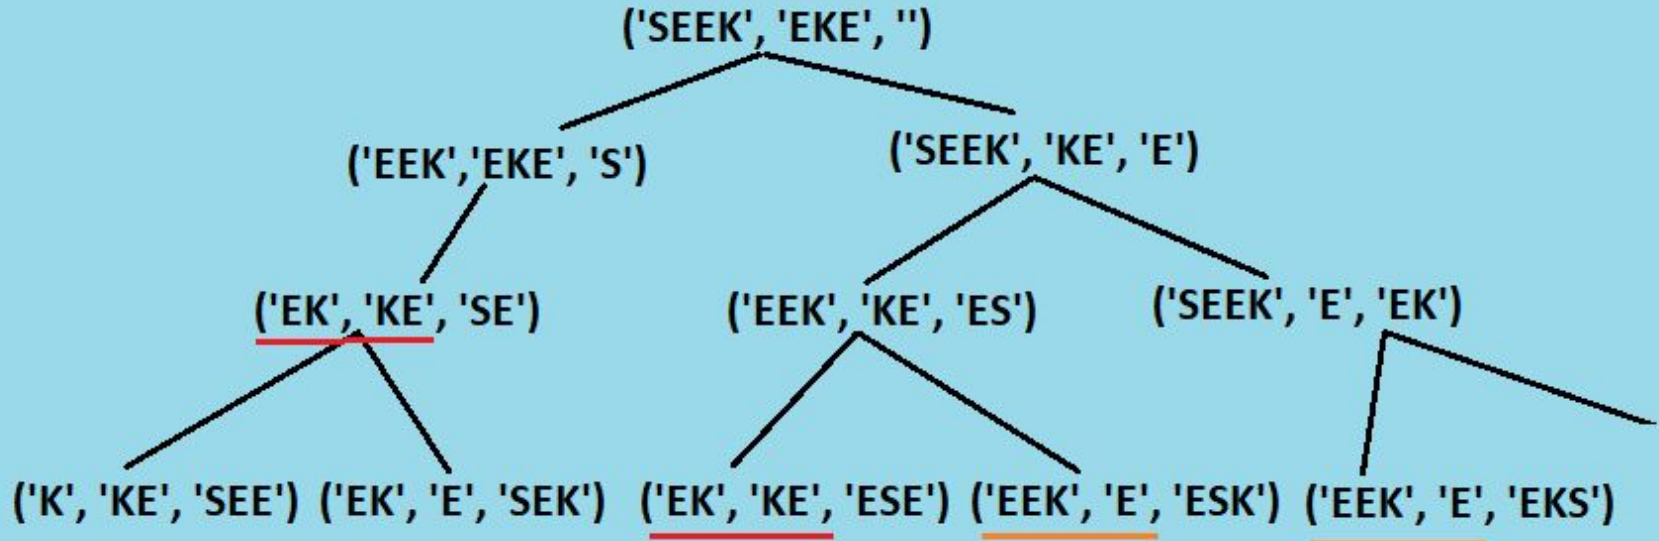 ('SEEK', 'EKE', '')
('EEK','EKE', 'S') ('SEEK', 'KE', 'E')
('EK', 'KE', 'SE') ('EEK', 'KE', 'ES') ('SEEK', 'E', 'EK')
('K', 'KE', 'SEE') ('EK', 'E', 'SEK') ('EK', 'KE', 'ESE') ('EEK', 'E', 'ESK') ('EEK', 'E', 'EKS')